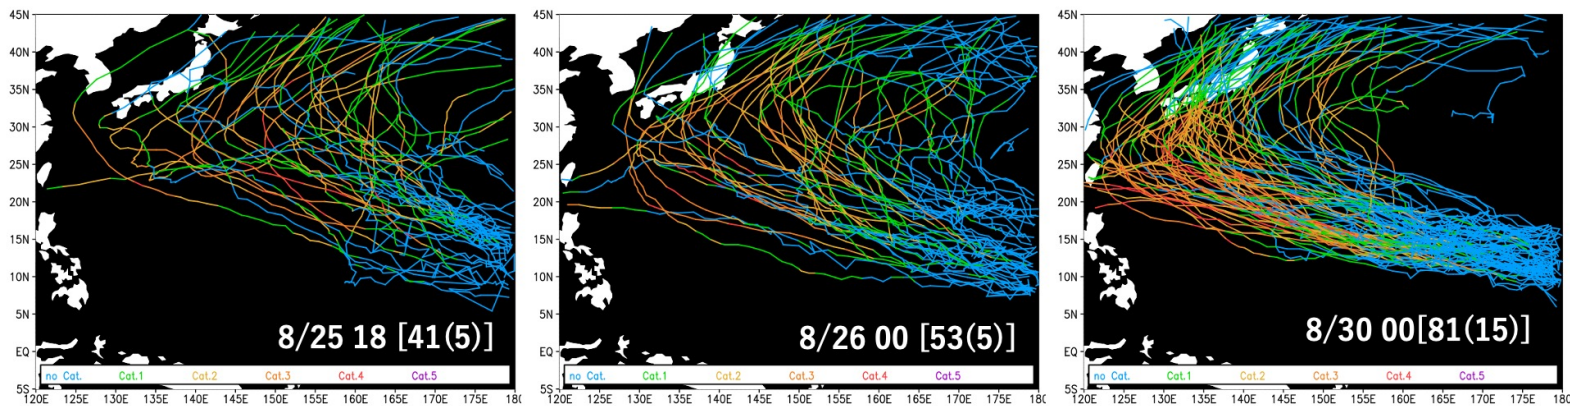 45N
40N
35N
30N
25N
20N
15N
10N
5N
EQ
5S
8/25 18 [41(5)]
no Cat. Cat.1 Cat.2 Cat.3 Cat.4 Cat.5
120E 125E 130E 135E 140E 145E 150E 155E 160E 165E 170E 175E 180
45N
40N
35N
30N
25N
20N
15N
10N
5N
EQ
5S
8/26 00 [53(5)]
no Cat. Cat.1 Cat.2 Cat.3 Cat.4 Cat.5
120E 125E 130E 135E 140E 145E 150E 155E 160E 165E 170E 175E 180
45N
40N
35N
30N
25N
20N
15N
10N
5N
EQ
5S
8/30 00[81(15)]
no Cat. Cat.1 Cat.2 Cat.3 Cat.4 Cat.5
120E 125E 130E 135E 140E 145E 150E 155E 160E 165E 170E 175E 180